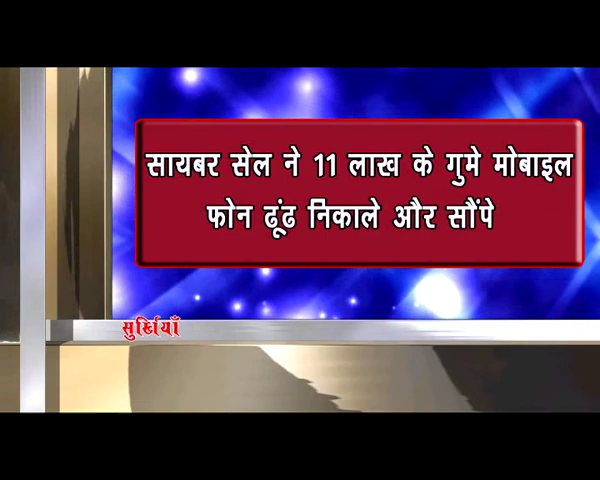 सायबर सेल ने 11 लाख के गुमे मोबाइल
फोन ढूंढ निकाले और सौंपे
सुर्ख़ियाँ